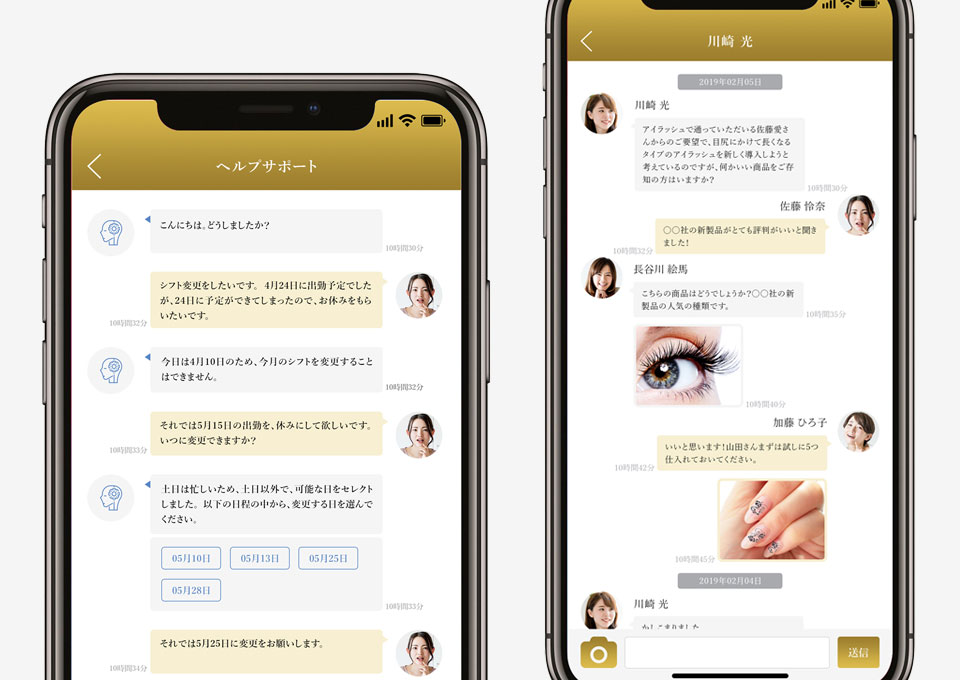 ヘルプサポート
こんにちは。どうしましたか?
10時間30分
シフト変更をしたいです。 4月24日に出勤予定でした
が、24日に予定ができてしまったので、お休みをもら
いたいです。
10時間32分
今日は4月10日のため、今月のシフトを変更すること
はできません。
10時間32分
それでは5月15日の出勤を、休みにして欲しいです。
いつに変更できますか?
10時間33分
土日は忙しいため、土日以外で、可能な日をセレクト
しました。 以下の日程の中から、変更する日を選んで
ください。
05月10日
05月13日
05月25日
05月28日
10時間33分
それでは5月25日に変更をお願いします。
10時間34分
川崎 光
2019年02月05日
川崎 光
アイラッシュで通っていただいる佐藤愛さ
んからのご要望で、目尻にかけて長くなる
タイプのアイラッシュを新しく導入しようと
考えているのですが、何かいい商品をご存
知の方はいますか?
10時間30分
佐藤 怜奈
〇〇社の新製品がとても評判がいいと聞き
ました!
10時間32分
長谷川 絵馬
こちらの商品はどうでしょうか?〇〇社の新
製品の人気の種類です。
10時間35分
10時間40分
加藤 ひろ子
いいと思います!山田さんまずは試しに5つ
仕入れておいてください。
10時間42分
10時間45分
2019年02月04日
川崎 光
かしこまりました
送信